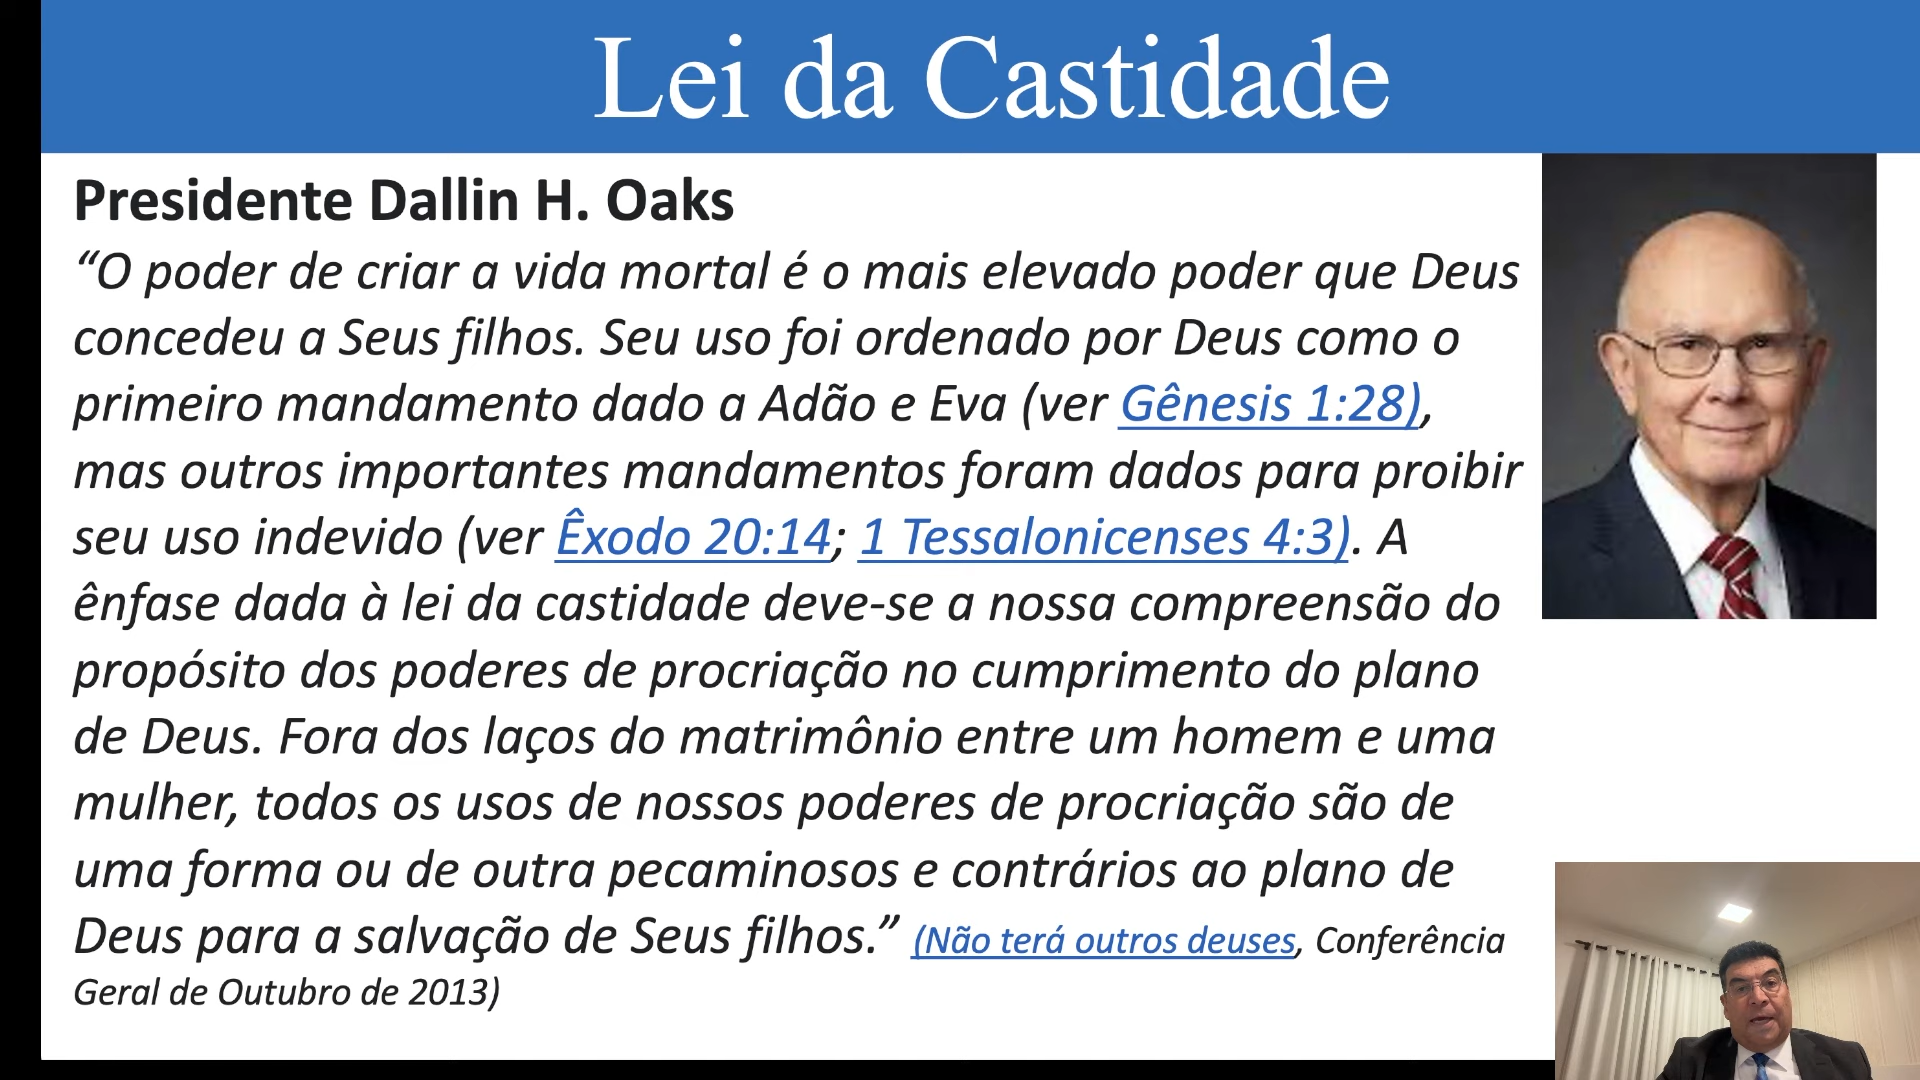 Lei da Castidade
Presidente Dallin H. Oaks
“O poder de criar a vida mortal é o mais elevado poder que Deus
concedeu a Seus filhos. Seu uso foi ordenado por Deus como o
primeiro mandamento dado a Adão e Eva (ver Gênesis 1:28),
mas outros importantes mandamentos foram dados para proibir
seu uso indevido (ver Êxodo 20:14; 1 Tessalonicenses 4:3). A
ênfase dada à lei da castidade deve-se a nossa compreensão do
propósito dos poderes de procriação no cumprimento do plano
de Deus. Fora dos laços do matrimônio entre um homem e uma
mulher, todos os usos de nossos poderes de procriação são de
uma forma ou de outra pecaminosos e contrários ao plano de
Deus para a salvação de Seus filhos.” (Não terá outros deuses, Conferência
Geral de Outubro de 2013)